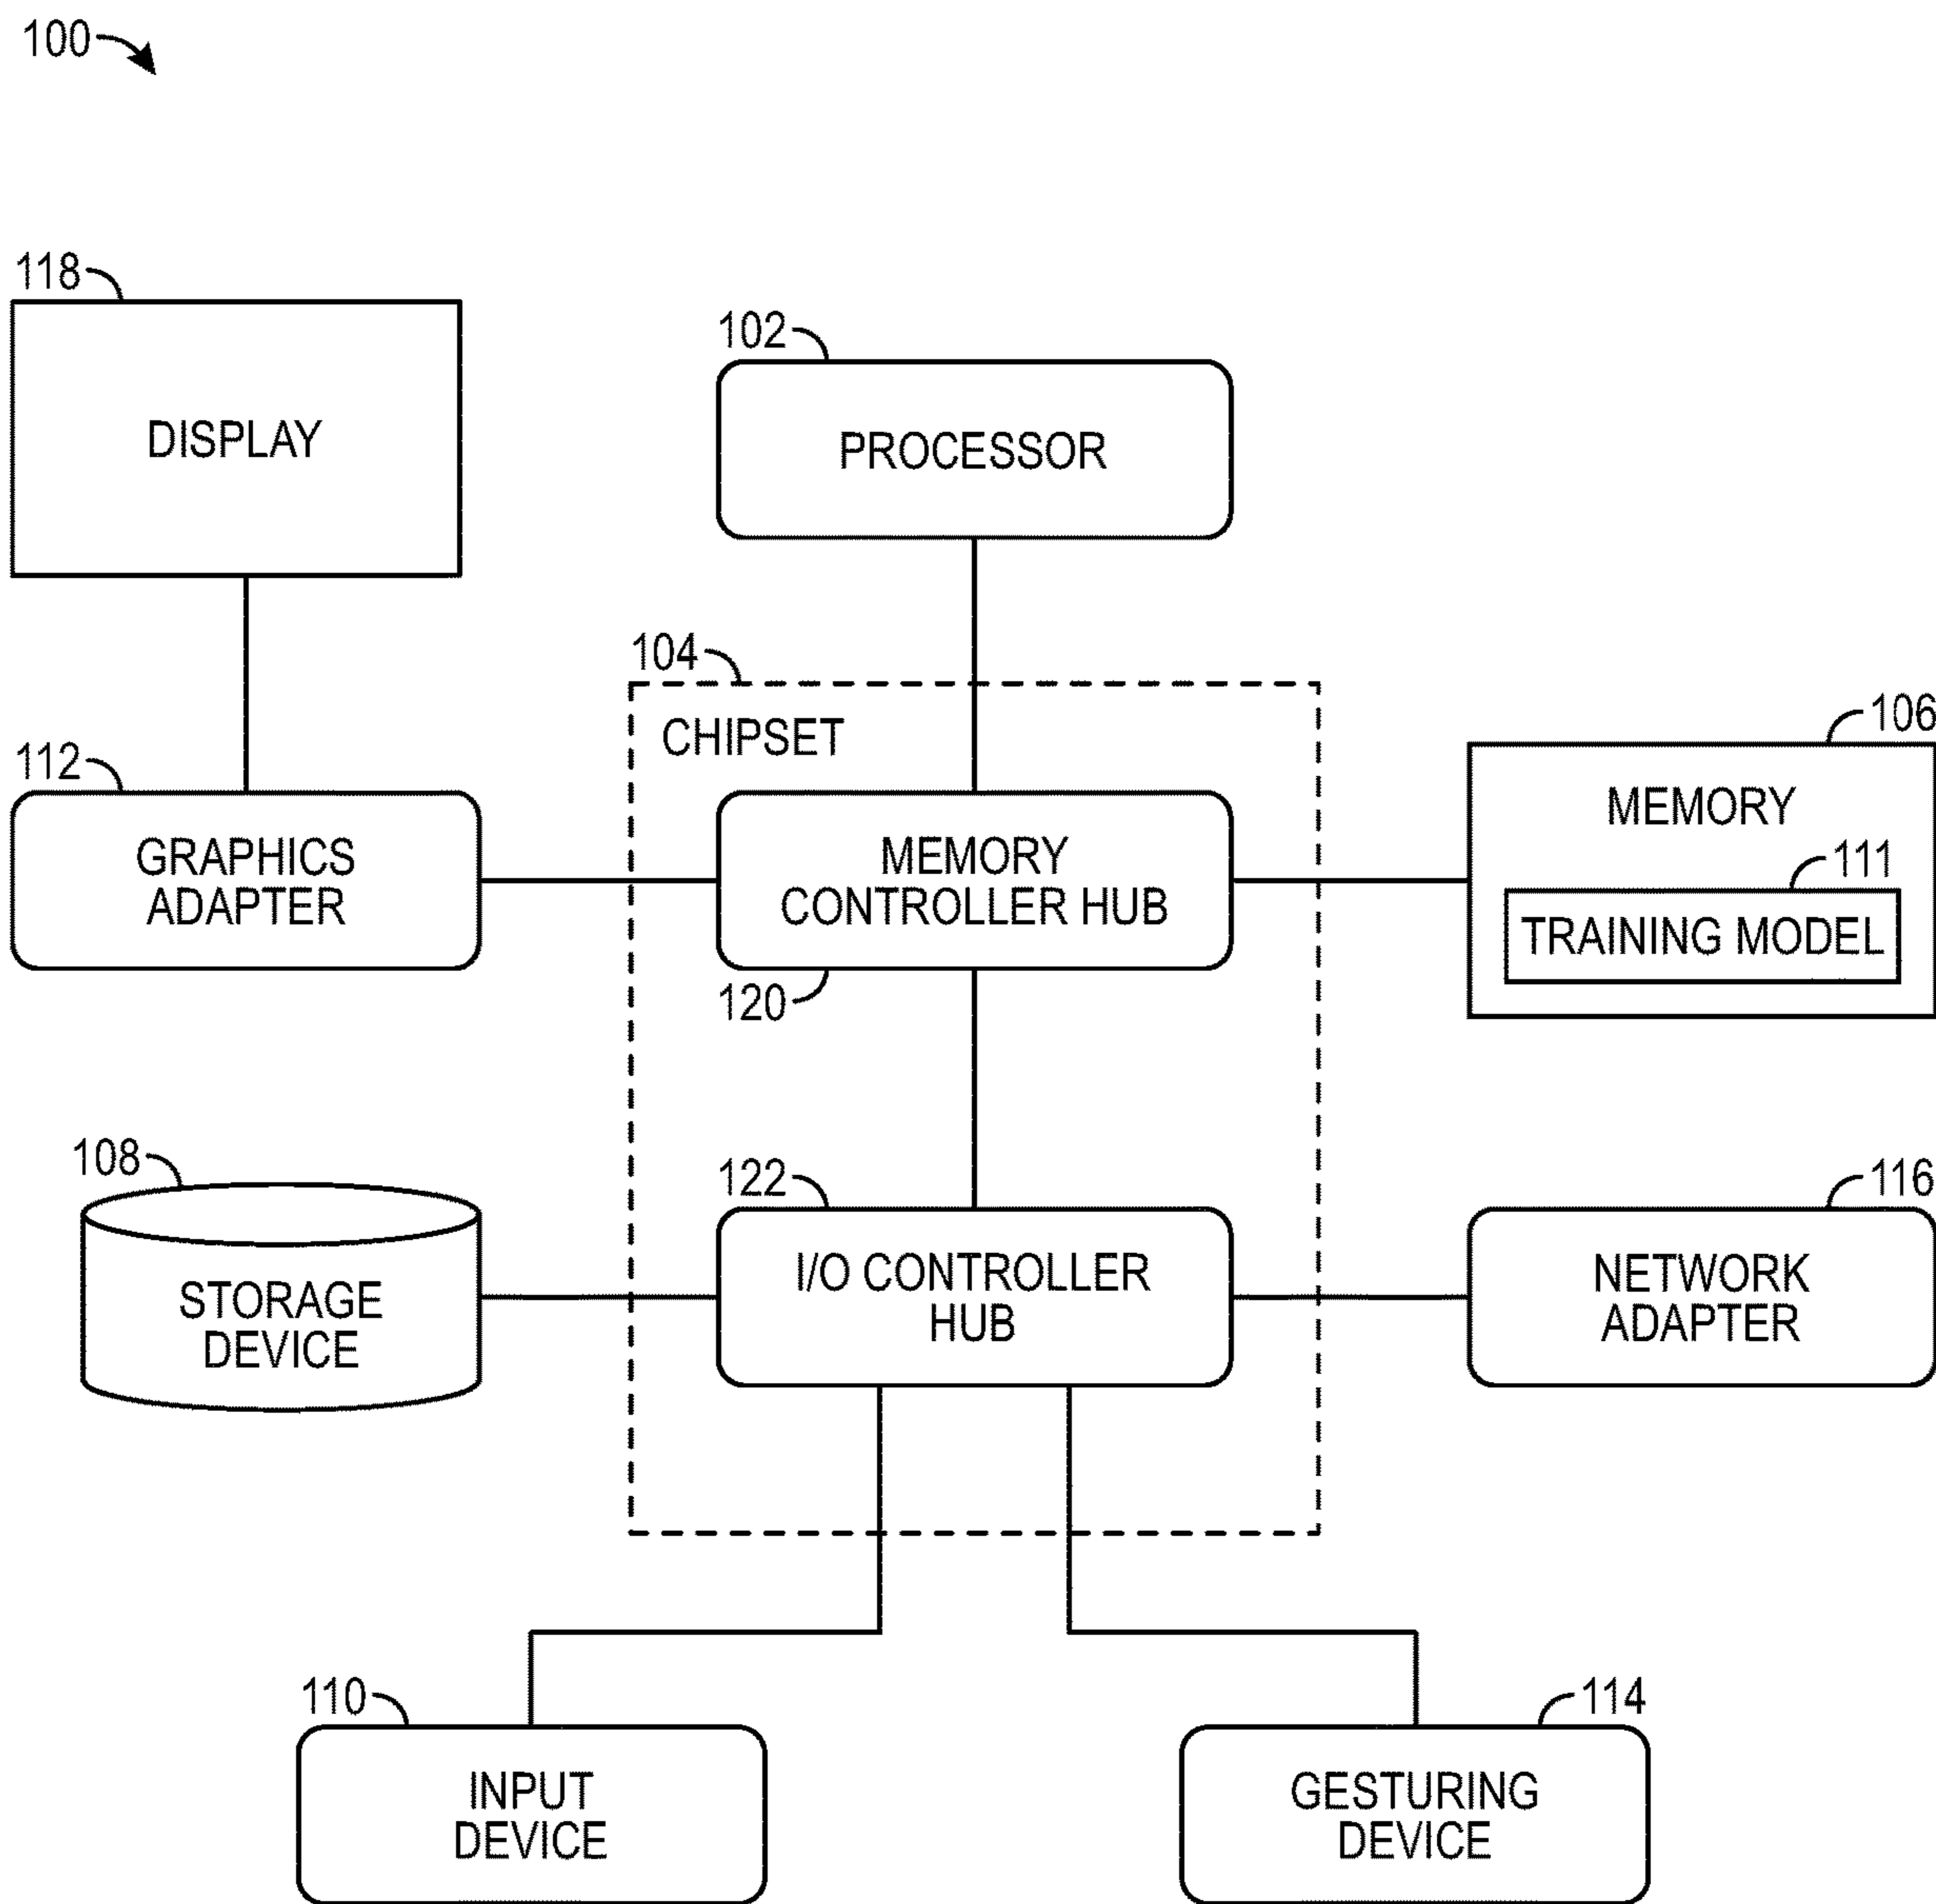 100
118
DISPLAY
102
PROCESSOR
104
CHIPSET
112
GRAPHICS
ADAPTER
MEMORY
CONTROLLER HUB
120
106
MEMORY
111
TRAINING MODEL
108
STORAGE
DEVICE
122
I/O CONTROLLER
HUB
116
NETWORK
ADAPTER
110
INPUT
DEVICE
114
GESTURING
DEVICE